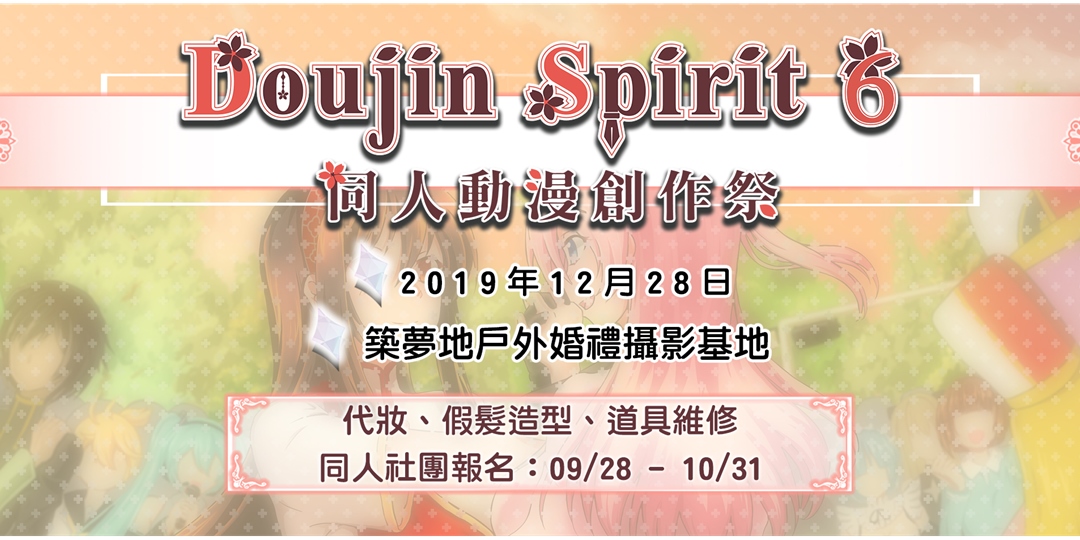 Doujin Spirit 6
同人動漫創作祭
2019年12月28日
築夢地戶外婚禮攝影基地
代妝、假髮造型、道具維修
同人社團報名：09/28 - 10/31